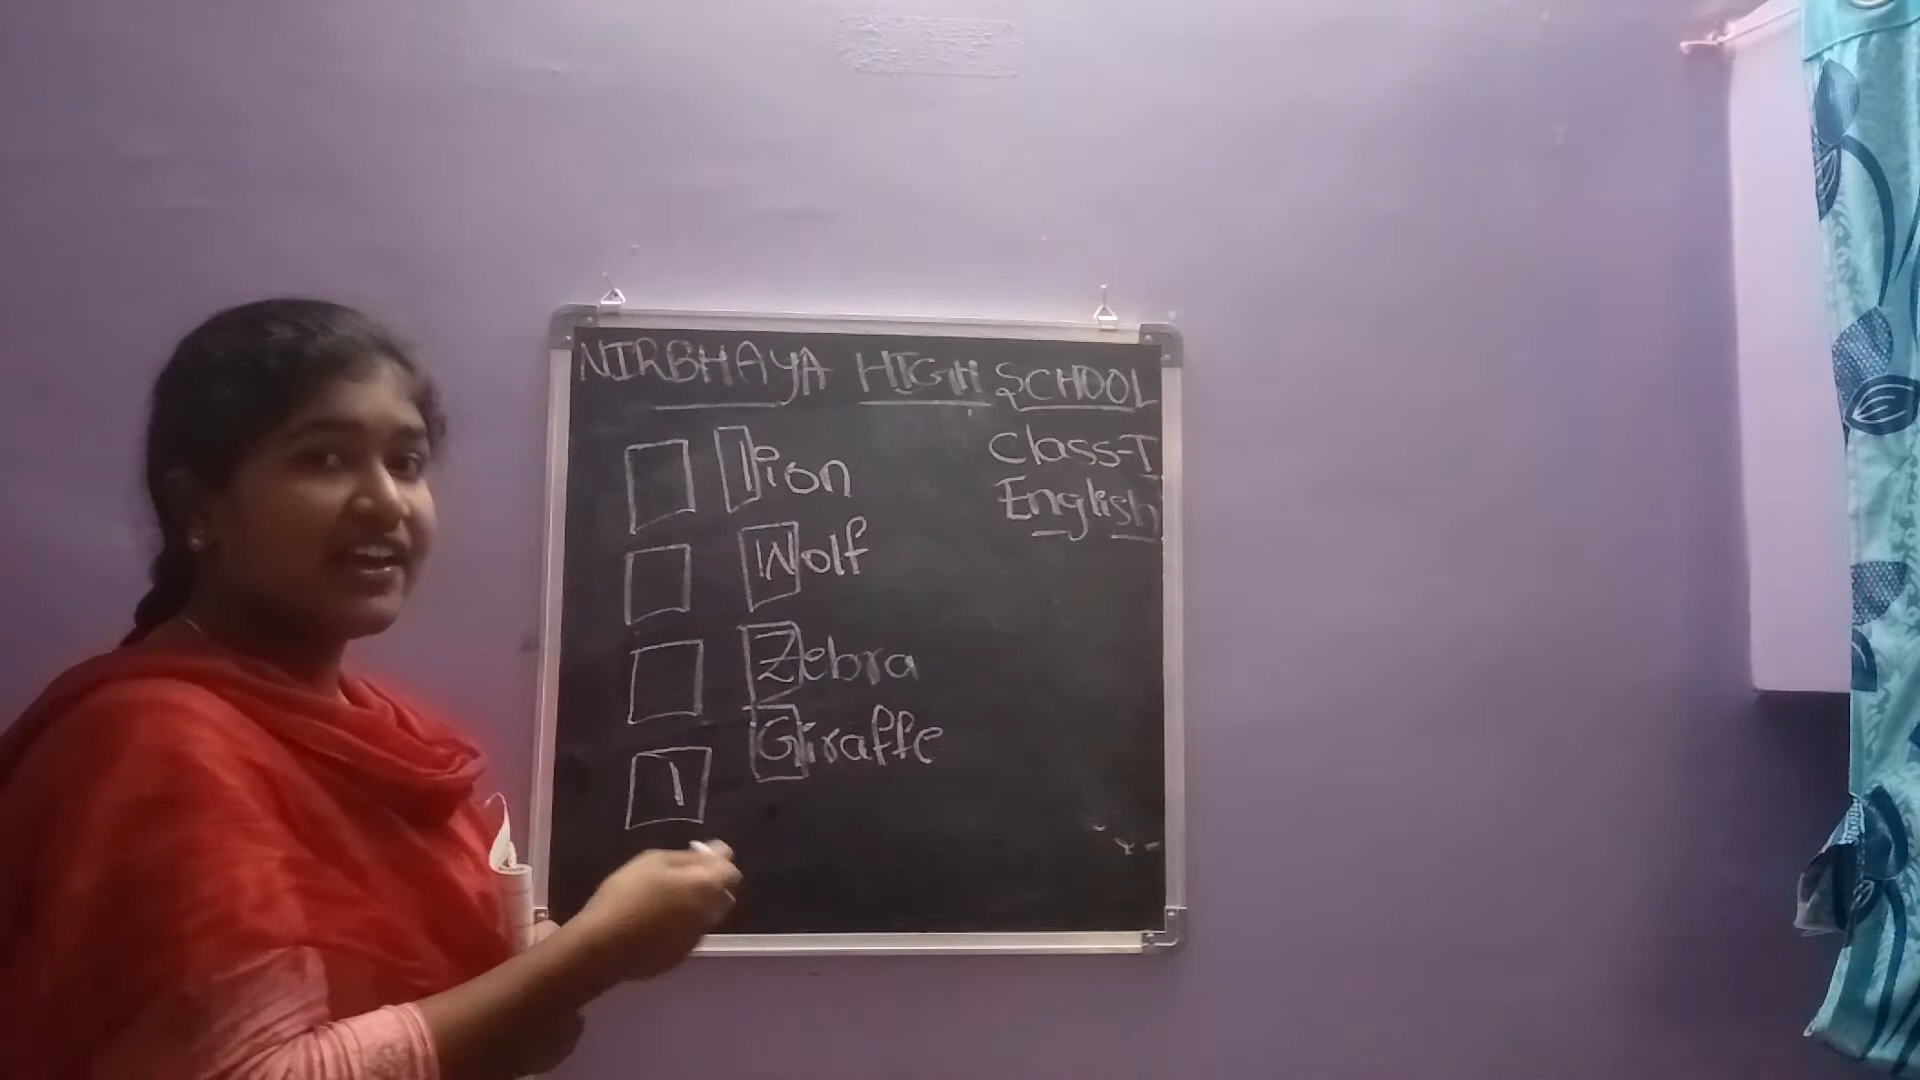 NIRBHAYA HIGH SCHOOL
Class-I
English
lion
Wolf
Zebra
Giraffe
1